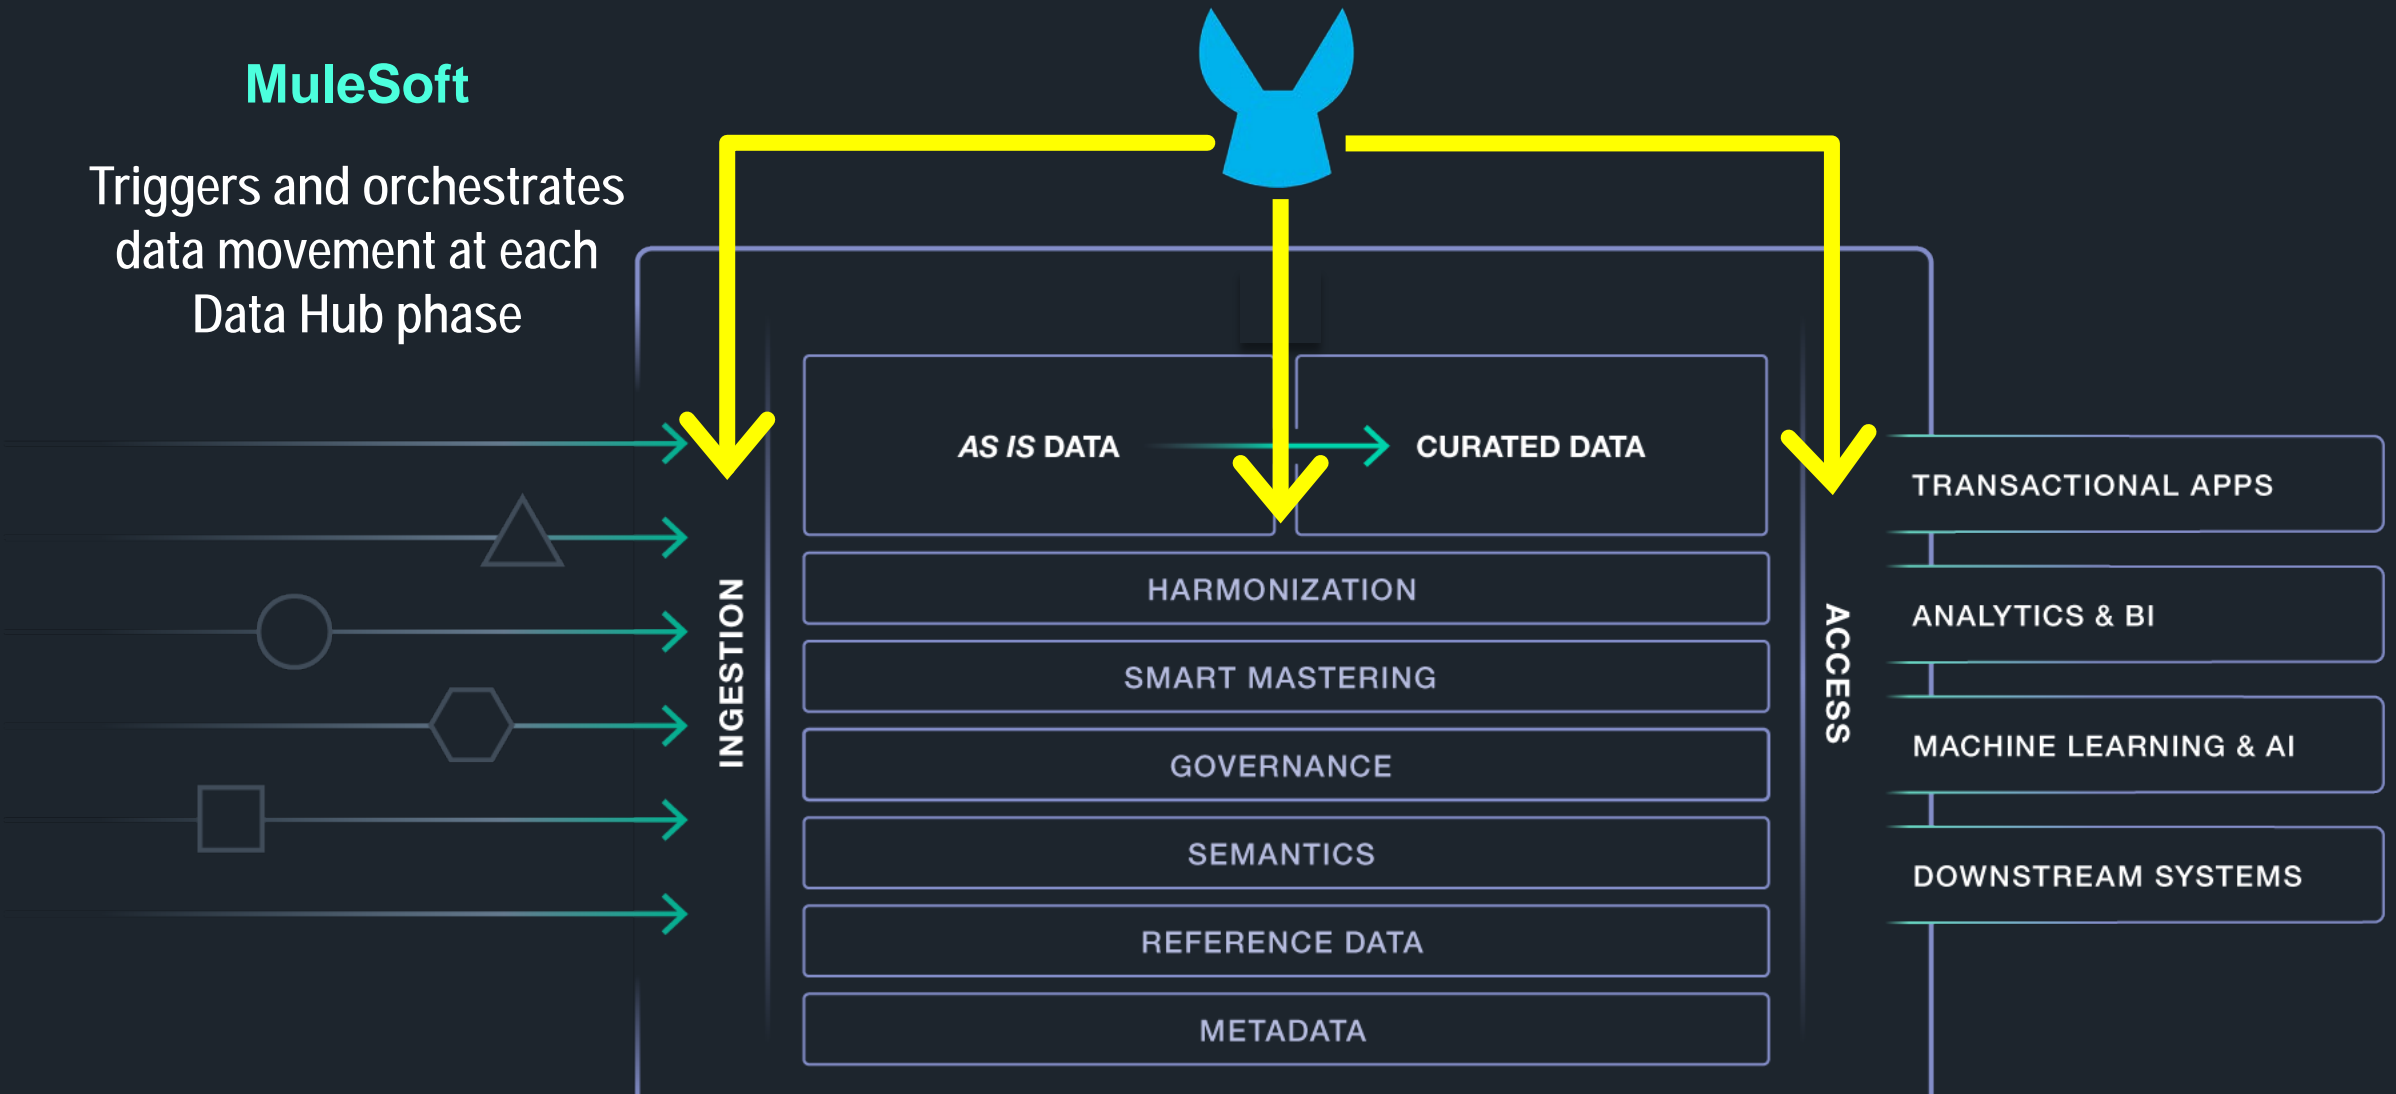 MuleSoft
Triggers and orchestrates
data movement at each
Data Hub phase
INGESTION
AS IS DATA
CURATED DATA
HARMONIZATION
SMART MASTERING
GOVERNANCE
SEMANTICS
REFERENCE DATA
METADATA
ACCESS
TRANSACTIONAL APPS
ANALYTICS & BI
MACHINE LEARNING & AI
DOWNSTREAM SYSTEMS